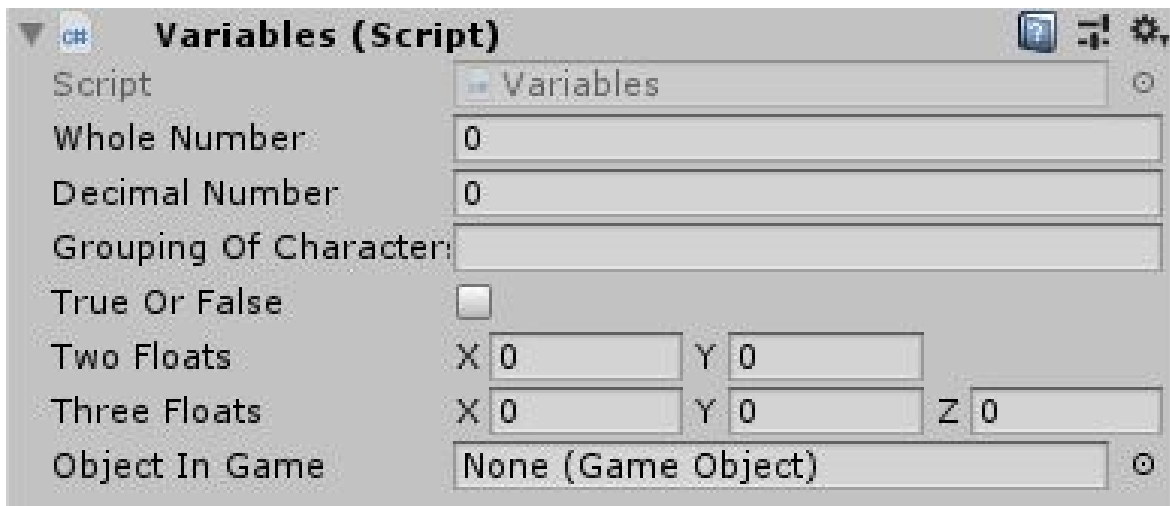 C# Variables (Script)
Script Variables
Whole Number 0
Decimal Number 0
Grouping Of Character
True Or False
Two Floats X 0 Y 0
Three Floats X 0 Y 0 Z 0
Object In Game None (Game Object)